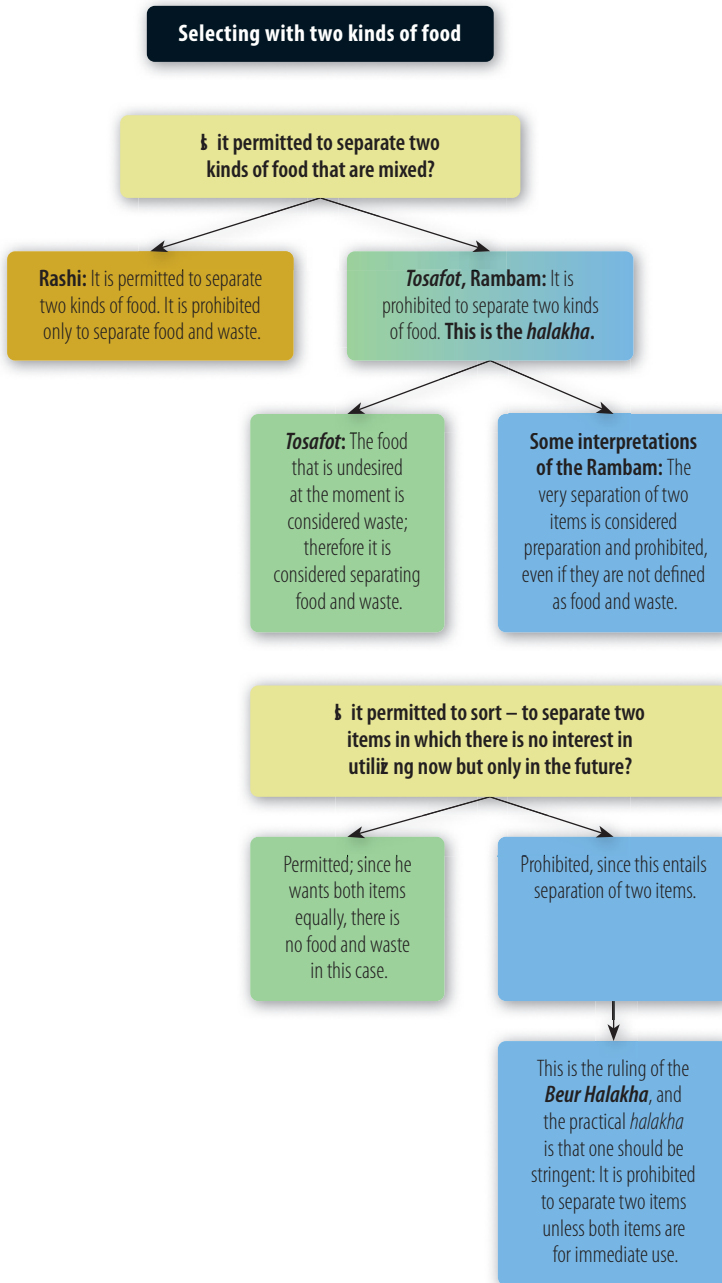 Selecting with two kinds of food
Is it permitted to separate two
kinds of food that are mixed?
Rashi: It is permitted to separate
two kinds of food. It is prohibited
only to separate food and waste.
Tosafot, Rambam: It is
prohibited to separate two kinds
of food. This is the halakha.
Tosafot: The food
that is undesired
at the moment is
considered waste;
therefore it is
considered separating
food and waste.
Some interpretations
of the Rambam: The
very separation of two
items is considered
preparation and prohibited,
even if they are not defined
as food and waste.
Is it permitted to sort – to separate two
items in which there is no interest in
utilizing now but only in the future?
Permitted; since he
wants both items
equally, there is
no food and waste
in this case.
Prohibited, since this entails
separation of two items.
This is the ruling of the
Beur Halakha, and
the practical halakha
is that one should be
stringent: It is prohibited
to separate two items
unless both items are
for immediate use.